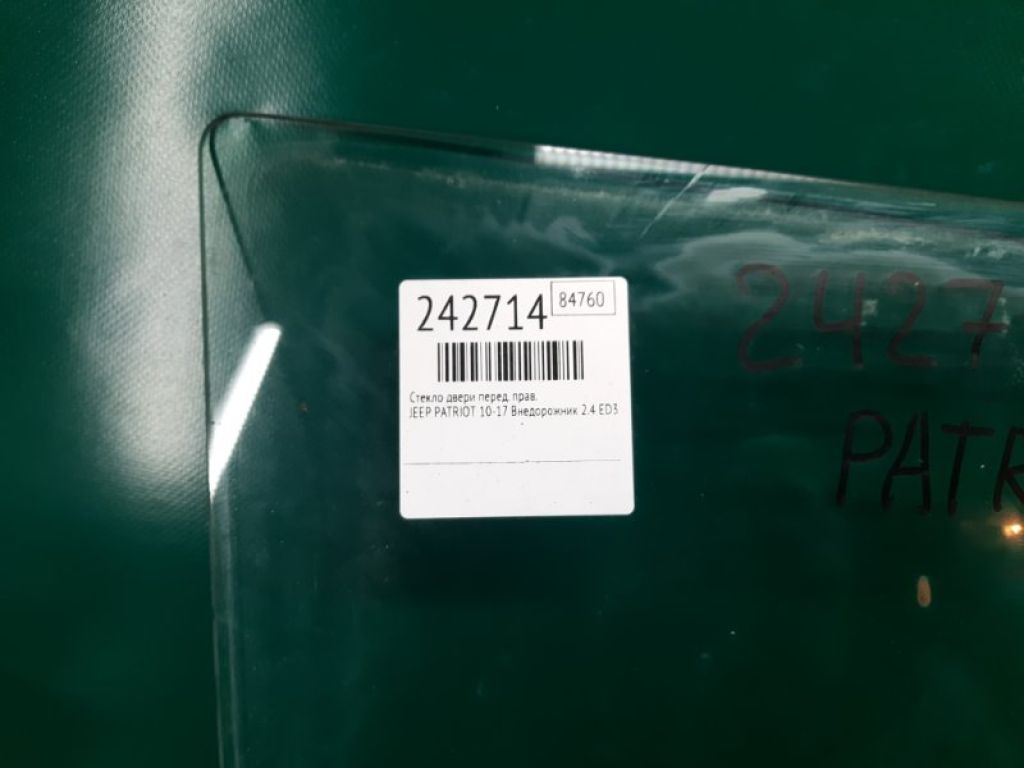 242714
84760
Стекло двери перед. прав.
JEEP PATRIOT 10-17 Внедорожник 2.4 ED3
2427
PATR